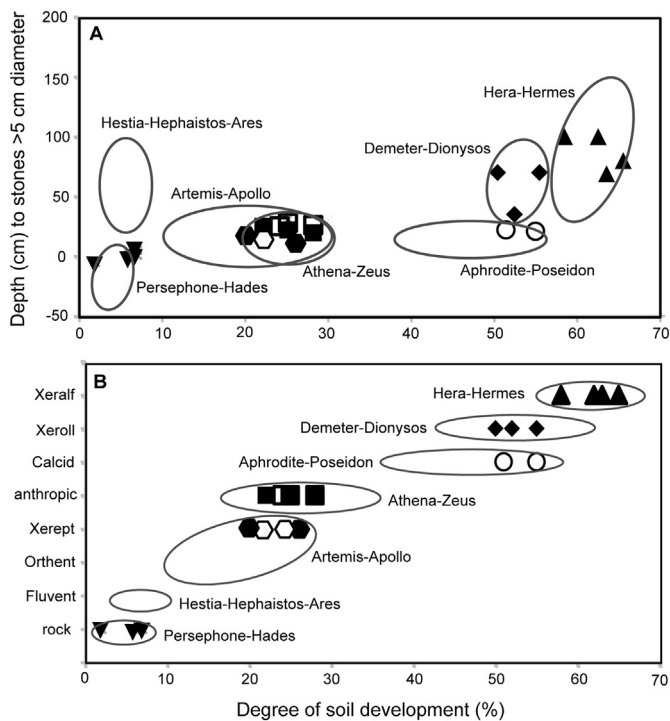 200
A
150
Hera-Hermes
100
Hestia-Hephaistos-Ares
Demeter-Dionysos
50
Artemis-Apollo
0
Athena-Zeus
Aphrodite-Poseidon
Persephone-Hades
-50
Depth (cm) to stones >5 cm diameter
0 10 20 30 40 50 60 70
B
Xeralf
Hera-Hermes
Xeroll
Demeter-Dionysos
Calcid
Aphrodite-Poseidon
anthropic
Athena-Zeus
Xerept
Artemis-Apollo
Orthent
Fluvent
Hestia-Hephaistos-Ares
rock
Persephone-Hades
0 10 20 30 40 50 60 70
Degree of soil development (%)